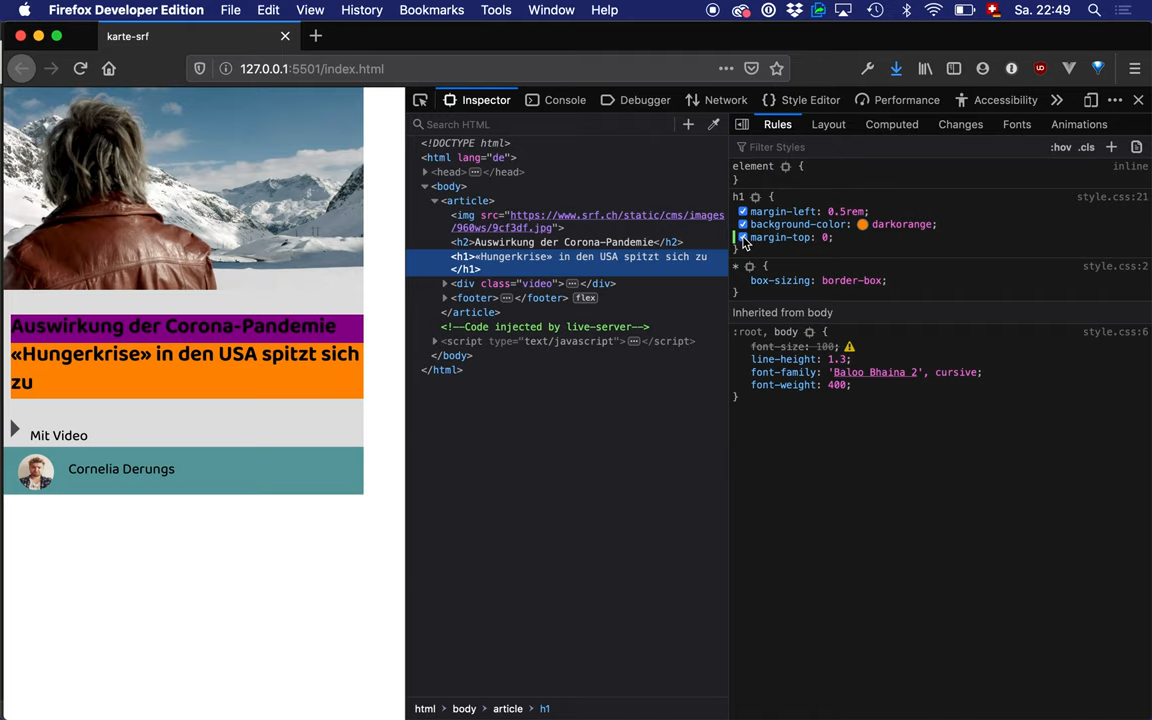 Firefox Developer Edition File Edit View History Bookmarks Tools Window Help Sa. 22:49
karte-srf
127.0.0.1:5501/index.html
Inspector Console Debugger Network {} Style Editor Performance Accessibility
Search HTML
Rules Layout Computed Changes Fonts Animations
Filter Styles :hov .cls
<!DOCTYPE html>
<html lang="de">
<head> </head>
<body>
<article>
<img src="https://www.srf.ch/static/cms/images
/960ws/9cf3df.jpg">
<h2>Auswirkung der Corona-Pandemie</h2>
<h1>«Hungerkrise» in den USA spitzt sich zu
</h1>
<div class="video"> </div>
<footer> </footer> flex
</article>
<!--Code injected by live-server-->
<script type="text/javascript"> </script>
</body>
</html>
element { inline
}
h1 { style.css:21
margin-left: 0.5rem;
background-color: darkorange;
margin-top: 0;
}
* { style.css:2
box-sizing: border-box;
}
Inherited from body
:root, body { style.css:6
font-size: 100;
line-height: 1.3;
font-family: 'Baloo Bhaina 2', cursive;
font-weight: 400;
}
Auswirkung der Corona-Pandemie
«Hungerkrise» in den USA spitzt sich
zu
Mit Video
Cornelia Derungs
html body article h1